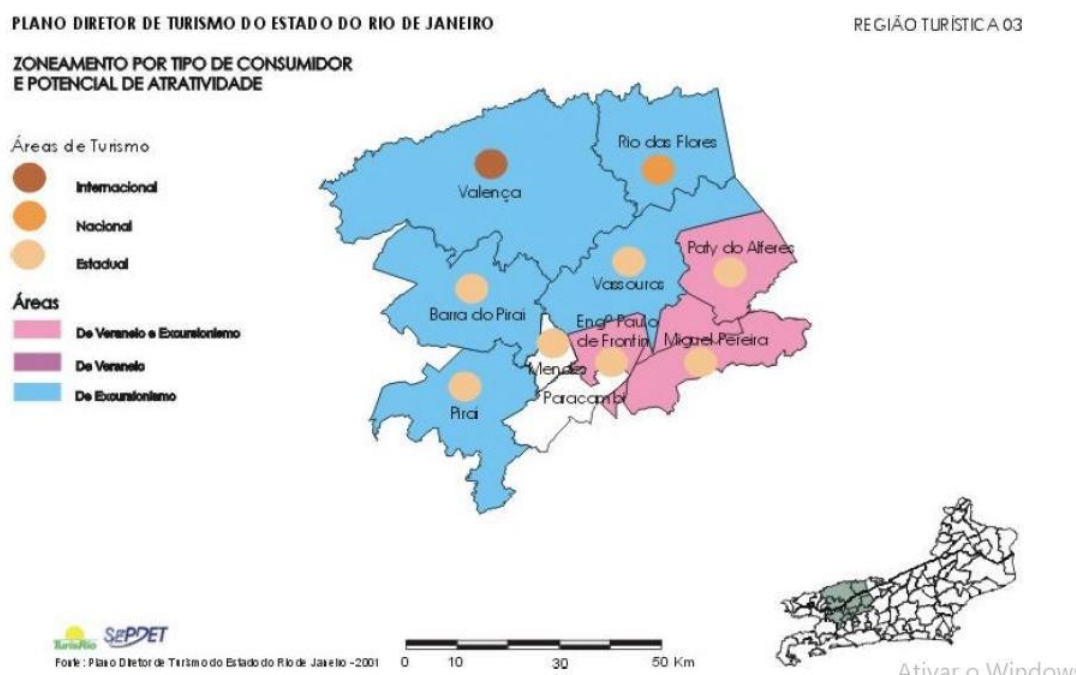 PLANO DIRETOR DE TURISMO DO ESTADO DO RIO DE JANEIRO
REGIÃO TURÍSTICA 03
ZONEAMENTO POR TIPO DE CONSUMIDOR
E POTENCIAL DE ATRATIVIDADE
Áreas de Turismo
Internacional
Nacional
Estadual
Áreas
De Veraneio e Excursionismo
De Veraneio
De Excursionismo
Rio das Flores
Valença
Paty do Alferes
Vassouras
Barra do Piraí
Engº Paulo
de Frontin
Miguel Pereira
Mendes
Paracambi
Piraí
TurisRio
SEPDET
Fonte: Plano Diretor de Turismo do Estado do Rio de Janeiro - 2001
0 10 30 50 Km
Ativar o Windows